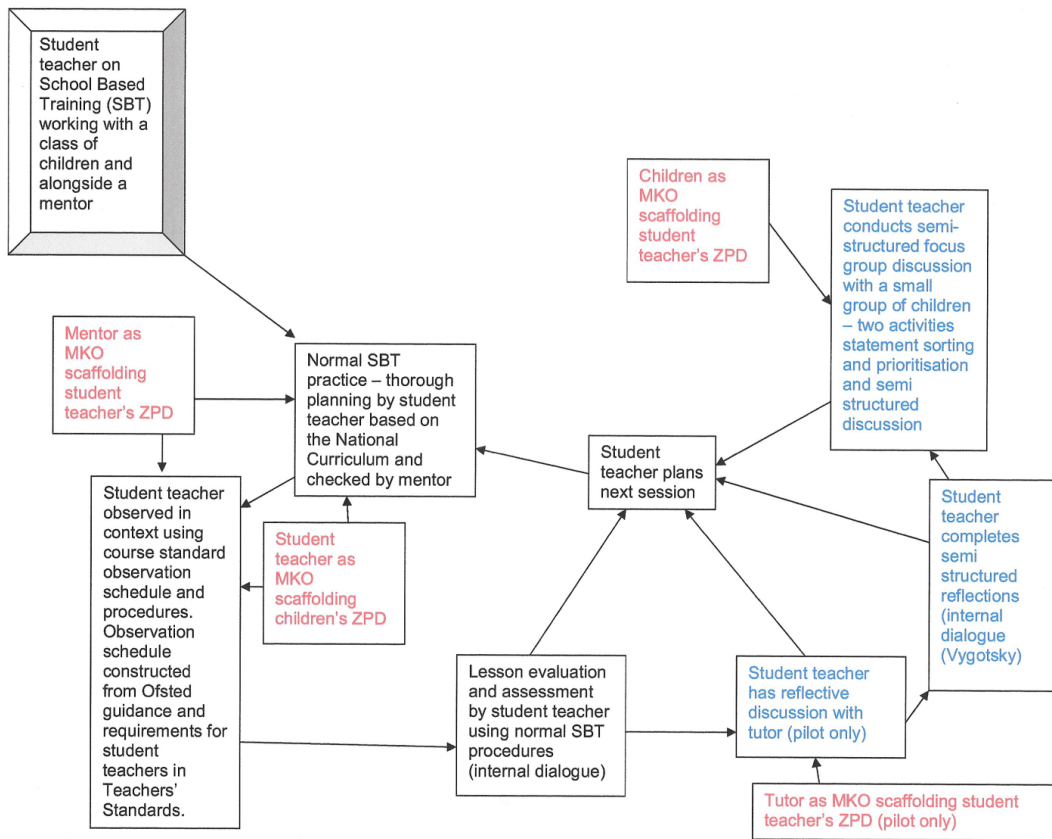 Student
teacher on
School Based
Training (SBT)
working with a
class of
children and
alongside a
mentor
Children as
MKO
scaffolding
student
teacher's ZPD
Student teacher
conducts semi-
structured focus
group discussion
with a small
group of children
– two activities
statement sorting
and prioritisation
and semi
structured
discussion
Mentor as
MKO
scaffolding
student
teacher's ZPD
Normal SBT
practice – thorough
planning by student
teacher based on
the National
Curriculum and
checked by mentor
Student
teacher plans
next session
Student teacher
observed in
context using
course standard
observation
schedule and
procedures.
Observation
schedule
constructed
from Ofsted
guidance and
requirements for
student
teachers in
Teachers'
Standards.
Student
teacher as
MKO
scaffolding
children's ZPD
Student
teacher
completes
semi
structured
reflections
(internal
dialogue
(Vygotsky)
Lesson evaluation
and assessment
by student teacher
using normal SBT
procedures
(internal dialogue)
Student teacher
has reflective
discussion with
tutor (pilot only)
Tutor as MKO scaffolding student
teacher's ZPD (pilot only)